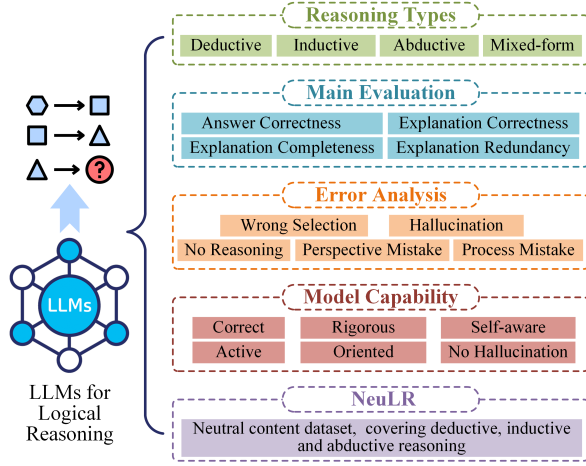 Reasoning Types
Deductive Inductive Abductive Mixed-form
Main Evaluation
Answer Correctness Explanation Correctness
Explanation Completeness Explanation Redundancy
Error Analysis
Wrong Selection Hallucination
No Reasoning Perspective Mistake Process Mistake
Model Capability
Correct Rigorous Self-aware
Active Oriented No Hallucination
NeuLR
Neutral content dataset, covering deductive, inductive
and abductive reasoning
?
LLMs
LLMs for
Logical
Reasoning